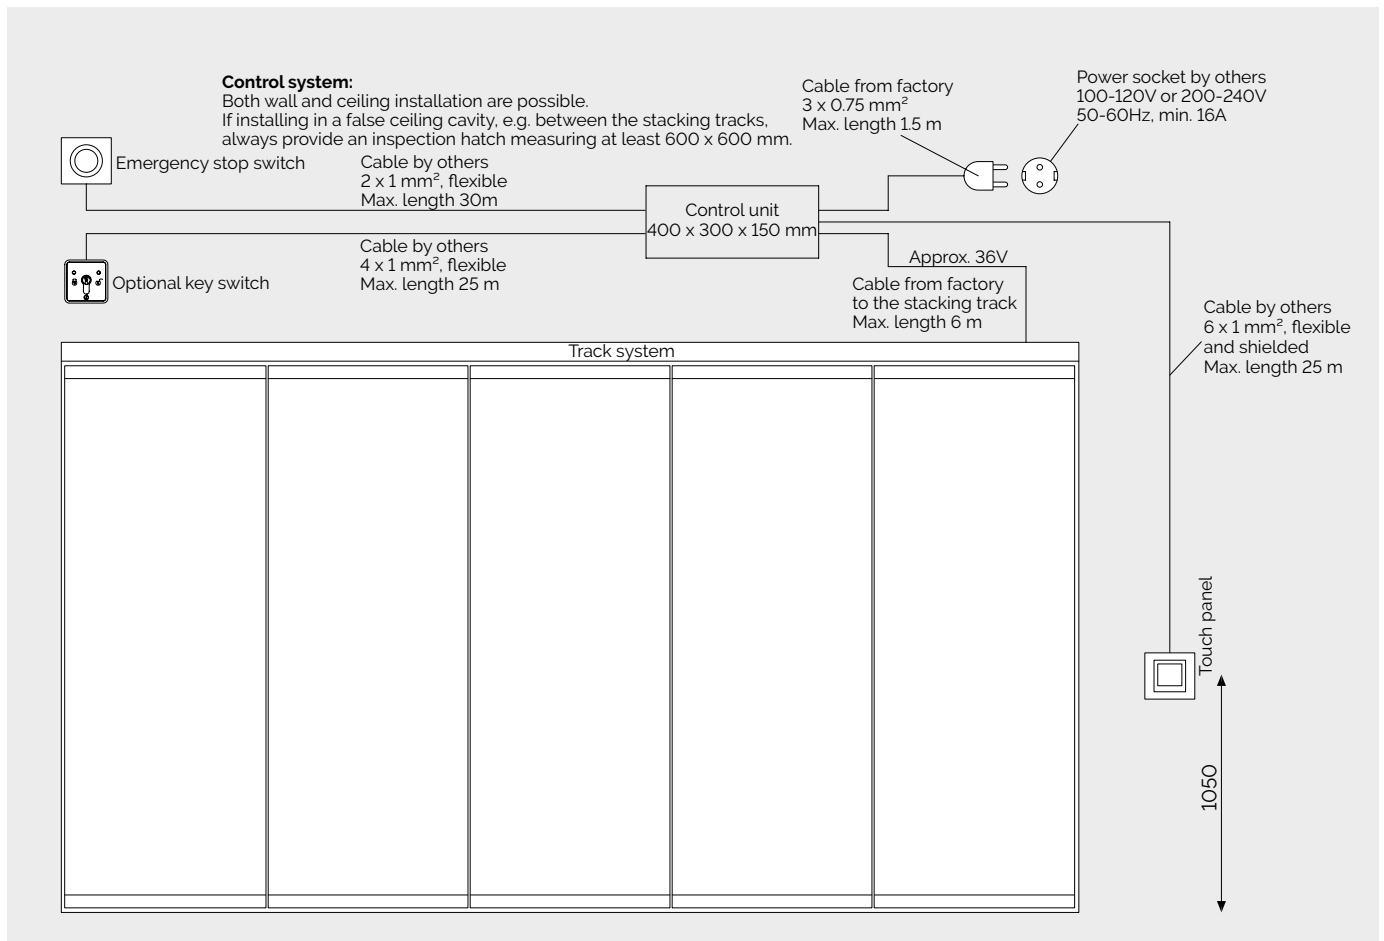 Control system:
Both wall and ceiling installation are possible.
If installing in a false ceiling cavity, e.g. between the stacking tracks,
always provide an inspection hatch measuring at least 600 x 600 mm.
Cable from factory
3 x 0.75 mm²
Max. length 1.5 m
Power socket by others
100-120V or 200-240V
50-60Hz, min. 16A
Emergency stop switch
Cable by others
2 x 1 mm², flexible
Max. length 30m
Control unit
400 x 300 x 150 mm
Cable by others
4 x 1 mm², flexible
Max. length 25 m
Optional key switch
Approx. 36V
Cable from factory
to the stacking track
Max. length 6 m
Cable by others
6 x 1 mm², flexible
and shielded
Max. length 25 m
Track system
Touch panel
1050